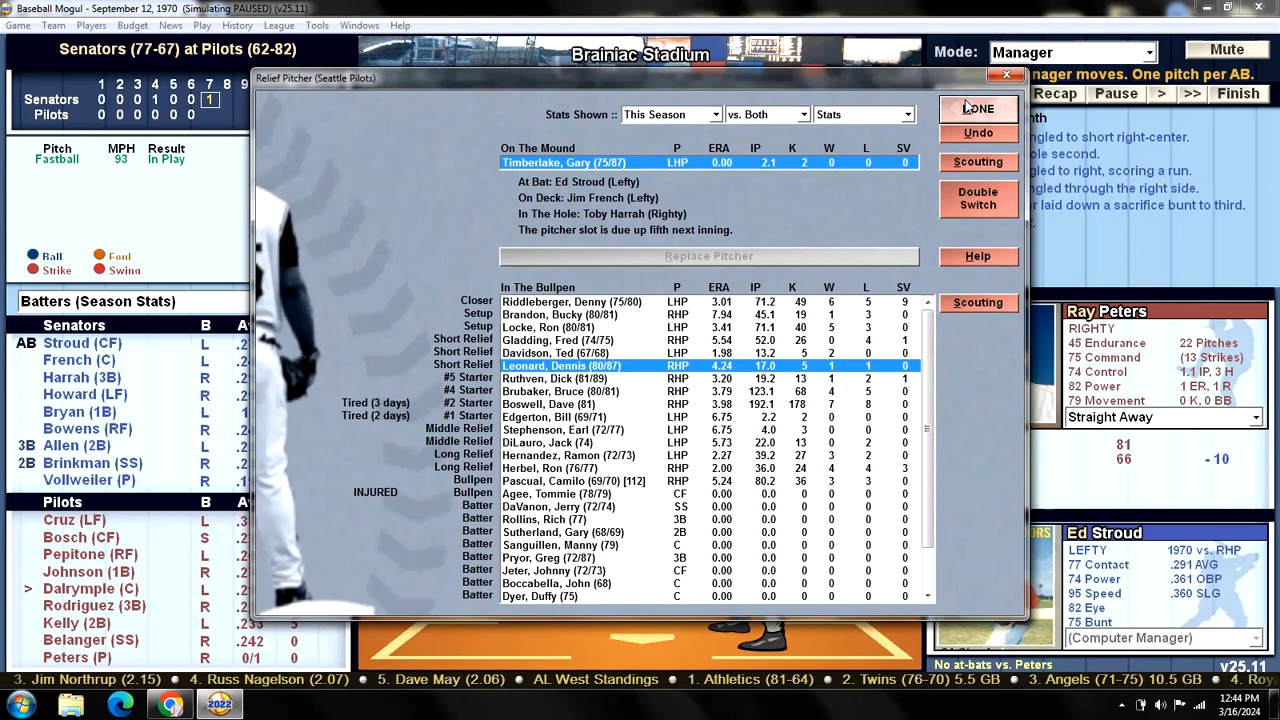 Baseball Mogul - September 12, 1970 (Simulating PAUSED) (v25.11)
Game Team Players Budget News Play History League Tools Windows Help
Senators (77-67) at Pilots (62-82)
Brainiac Stadium
Mode: Manager
Mute
1 2 3 4 5 6 7 8 9
Senators 0 0 0 1 0 0 1
Pilots 0 0 0 0 0 0
Pitch MPH Result
Fastball 93 In Play
Ball Foul
Strike Swing
Batters (Season Stats)
Senators B
AB Stroud (CF) L
French (C) L
Harrah (3B) R
Howard (LF) R
Bryan (1B) L
Bowens (RF) R
3B Allen (2B) L
2B Brinkman (SS) R
Vollweiler (P) L
Pilots B
Cruz (LF) L
Bosch (CF) S
Pepitone (RF) L
Johnson (1B) R
> Dalrymple (C) L
Rodriguez (3B) R
Kelly (2B) R
Belanger (SS) R .242 0
Peters (P) R 0/1 0
Relief Pitcher (Seattle Pilots)
Stats Shown :: This Season vs. Both Stats
DONE
Undo
Scouting
Double Switch
Help
Scouting
On The Mound P ERA IP K W L SV
Timberlake, Gary (75/87) LHP 0.00 2.1 2 0 0 0
At Bat: Ed Stroud (Lefty)
On Deck: Jim French (Lefty)
In The Hole: Toby Harrah (Righty)
The pitcher slot is due up fifth next inning.
Replace Pitcher
In The Bullpen P ERA IP K W L SV
Closer Riddleberger, Denny (75/80) LHP 3.01 71.2 49 6 5 9
Setup Brandon, Bucky (80/81) RHP 7.94 45.1 19 1 3 0
Setup Locke, Ron (80/81) LHP 3.41 71.1 40 5 3 0
Short Relief Gladding, Fred (74/75) RHP 5.54 52.0 26 0 4 1
Short Relief Davidson, Ted (67/68) LHP 1.98 13.2 5 2 0 0
Short Relief Leonard, Dennis (80/87) RHP 4.24 17.0 5 1 1 0
#5 Starter Ruthven, Dick (81/89) RHP 3.20 19.2 13 1 2 1
#4 Starter Brubaker, Bruce (80/81) RHP 3.79 123.1 68 4 5 0
Tired (3 days) #2 Starter Boswell, Dave (81) RHP 3.98 192.1 178 7 8 0
Tired (2 days) #1 Starter Edgerton, Bill (69/71) LHP 6.75 2.2 2 0 0 0
Middle Relief Stephenson, Earl (72/77) LHP 6.75 4.0 3 0 0 0
Middle Relief DiLauro, Jack (74) LHP 5.73 22.0 13 0 2 0
Long Relief Hernandez, Ramon (72/73) LHP 2.27 39.2 27 3 2 0
Long Relief Herbel, Ron (76/77) RHP 2.00 36.0 24 4 4 3
Bullpen Pascual, Camilo (69/70) [112] RHP 5.24 80.2 36 3 3 0
INJURED Bullpen Agee, Tommie (78/79) CF 0.00 0.0 0 0 0 0
Batter DaVanon, Jerry (72/74) SS 0.00 0.0 0 0 0 0
Batter Rollins, Rich (77) 3B 0.00 0.0 0 0 0 0
Batter Sutherland, Gary (68/69) 2B 0.00 0.0 0 0 0 0
Batter Sanguillen, Manny (79) C 0.00 0.0 0 0 0 0
Batter Pryor, Greg (72/87) 3B 0.00 0.0 0 0 0 0
Batter Jeter, Johnny (72/73) CF 0.00 0.0 0 0 0 0
Batter Boccabella, John (68) C 0.00 0.0 0 0 0 0
Batter Dyer, Duffy (75) C 0.00 0.0 0 0 0 0
nager moves. One pitch per AB.
Recap Pause > >> Finish
ngled to short right-center.
ole second.
ngled to right, scoring a run.
ngled through the right side.
r laid down a sacrifice bunt to third.
Ray Peters
RIGHTY
45 Endurance 22 Pitches
75 Command (13 Strikes)
74 Control 1.1 IP, 3 H
82 Power 1 ER, 1 R
79 Movement 0 K, 0 BB
Straight Away
81
66 - 10
Ed Stroud
LEFTY 1970 vs. RHP
77 Contact .291 AVG
74 Power .361 OBP
95 Speed .360 SLG
82 Eye
75 Bunt
(Computer Manager)
No at-bats vs. Peters
v25.11
3. Jim Northrup (2.15) 4. Russ Nagelson (2.07) 5. Dave May (2.06) AL West Standings 1. Athletics (81-64) 2. Twins (76-70) 5.5 GB 3. Angels (71-75) 10.5 GB 4. Roya
2022
12:44 PM
3/16/2024